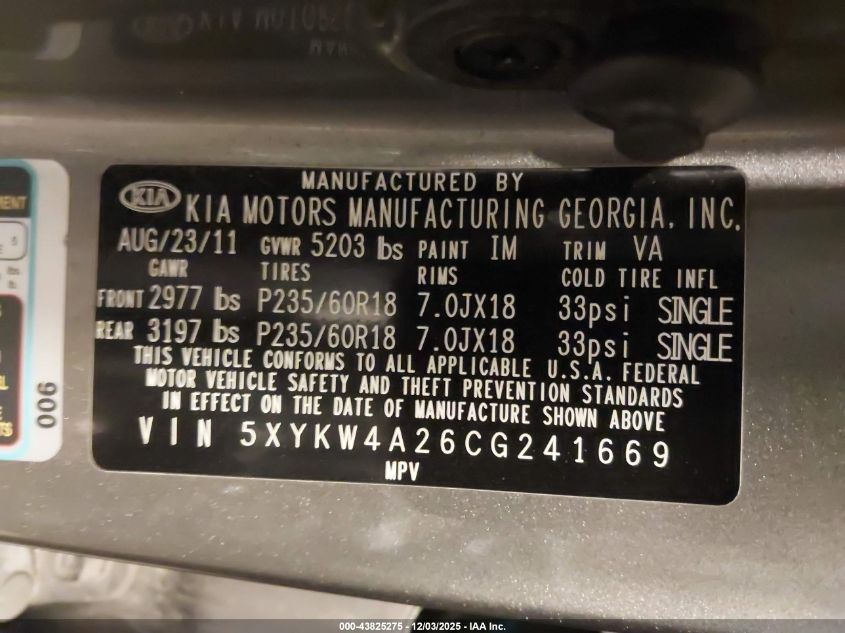 MANUFACTURED BY
KIA KIA MOTORS MANUFACTURING GEORGIA, INC.
AUG/23/11 GVWR 5203 lbs PAINT IM TRIM VA
GAWR TIRES RIMS COLD TIRE INFL
FRONT 2977 lbs P235/60R18 7.0JX18 33psi SINGLE
REAR 3197 lbs P235/60R18 7.0JX18 33psi SINGLE
THIS VEHICLE CONFORMS TO ALL APPLICABLE U.S.A. FEDERAL
MOTOR VEHICLE SAFETY AND THEFT PREVENTION STANDARDS
IN EFFECT ON THE DATE OF MANUFACTURE SHOWN ABOVE
VIN 5XYKW4A26CG241669
MPV
006
000-43825275 - 12/03/2025 - IAA Inc.